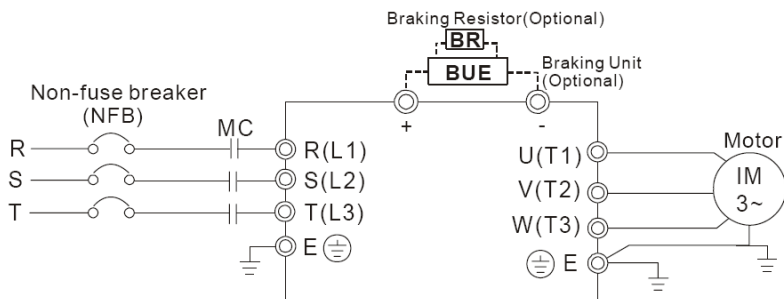 Braking Resistor(Optional)
BR
BUE
Braking Unit
(Optional)
Non-fuse breaker
(NFB)
MC
+
-
R
R(L1)
U(T1)
Motor
S
S(L2)
V(T2)
IM
3~
T
T(L3)
W(T3)
E
E